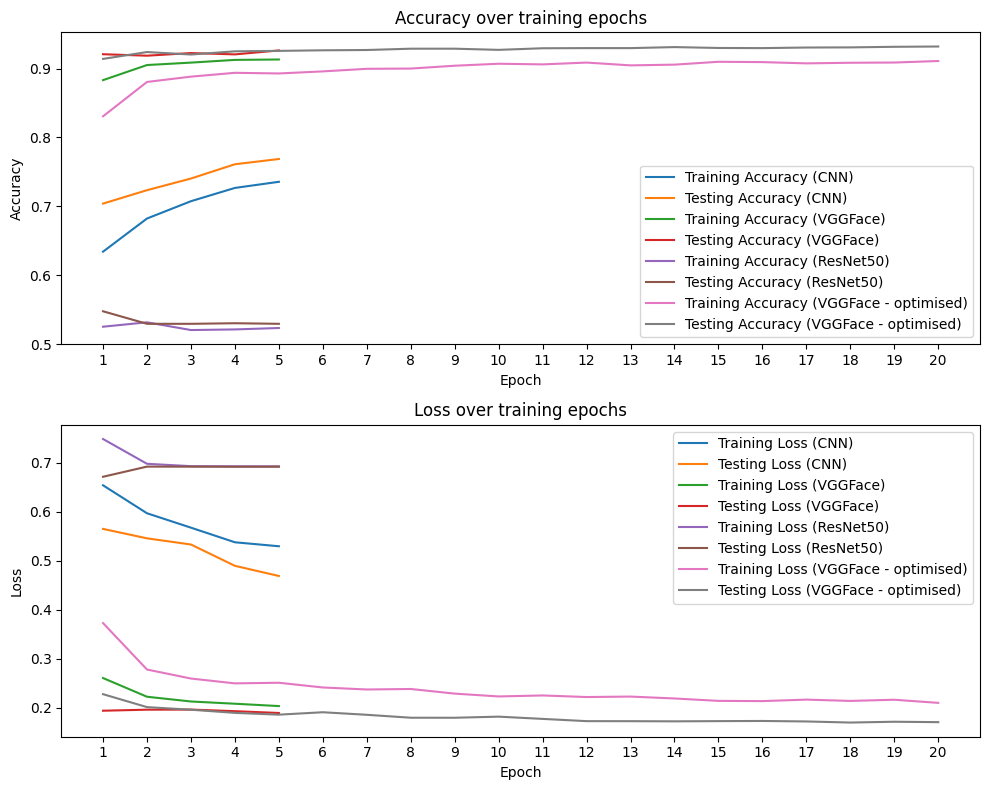 Accuracy over training epochs
Accuracy
0.9
0.8
0.7
0.6
0.5
Training Accuracy (CNN)
Testing Accuracy (CNN)
Training Accuracy (VGGFace)
Testing Accuracy (VGGFace)
Training Accuracy (ResNet50)
Testing Accuracy (ResNet50)
Training Accuracy (VGGFace - optimised)
Testing Accuracy (VGGFace - optimised)
1 2 3 4 5 6 7 8 9 10 11 12 13 14 15 16 17 18 19 20
Epoch
Loss over training epochs
Loss
0.7
0.6
0.5
0.4
0.3
0.2
Training Loss (CNN)
Testing Loss (CNN)
Training Loss (VGGFace)
Testing Loss (VGGFace)
Training Loss (ResNet50)
Testing Loss (ResNet50)
Training Loss (VGGFace - optimised)
Testing Loss (VGGFace - optimised)
1 2 3 4 5 6 7 8 9 10 11 12 13 14 15 16 17 18 19 20
Epoch